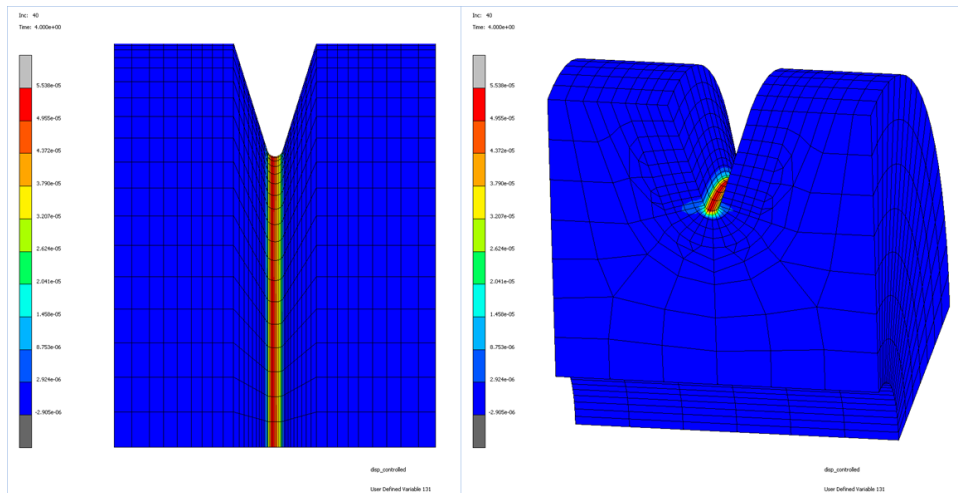 Inc: 40
Time: 4.000e+00
5.538e-05
4.955e-05
4.372e-05
3.790e-05
3.207e-05
2.624e-05
2.041e-05
1.458e-05
8.753e-06
2.924e-06
-2.905e-06
disp_controlled
User Defined Variable 131
Inc: 40
Time: 4.000e+00
5.538e-05
4.955e-05
4.372e-05
3.790e-05
3.207e-05
2.624e-05
2.041e-05
1.458e-05
8.753e-06
2.924e-06
-2.905e-06
disp_controlled
User Defined Variable 131